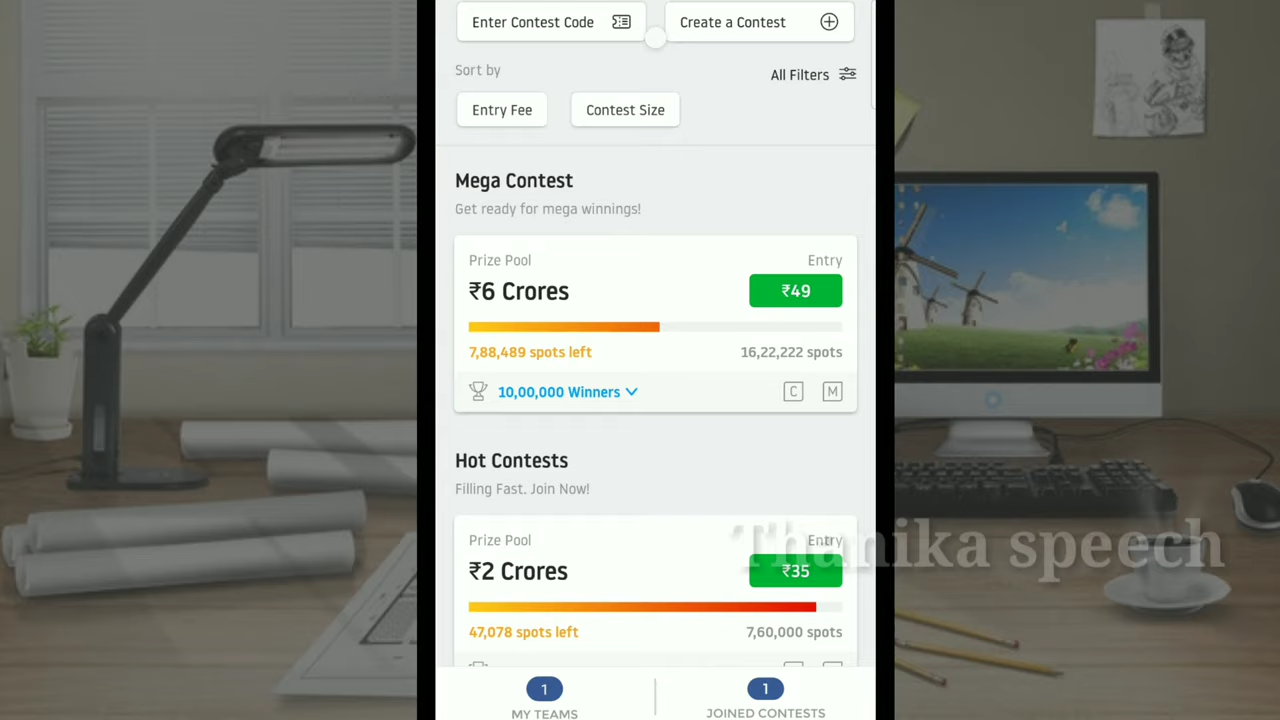 Enter Contest Code
Create a Contest
Sort by
All Filters
Entry Fee
Contest Size
Mega Contest
Get ready for mega winnings!
Prize Pool
Entry
₹6 Crores
₹49
7,88,489 spots left
16,22,222 spots
10,00,000 Winners
C
M
Hot Contests
Filling Fast. Join Now!
Prize Pool
Entry
₹2 Crores
₹35
Thanika speech
47,078 spots left
7,60,000 spots
1
1
MY TEAMS
JOINED CONTESTS